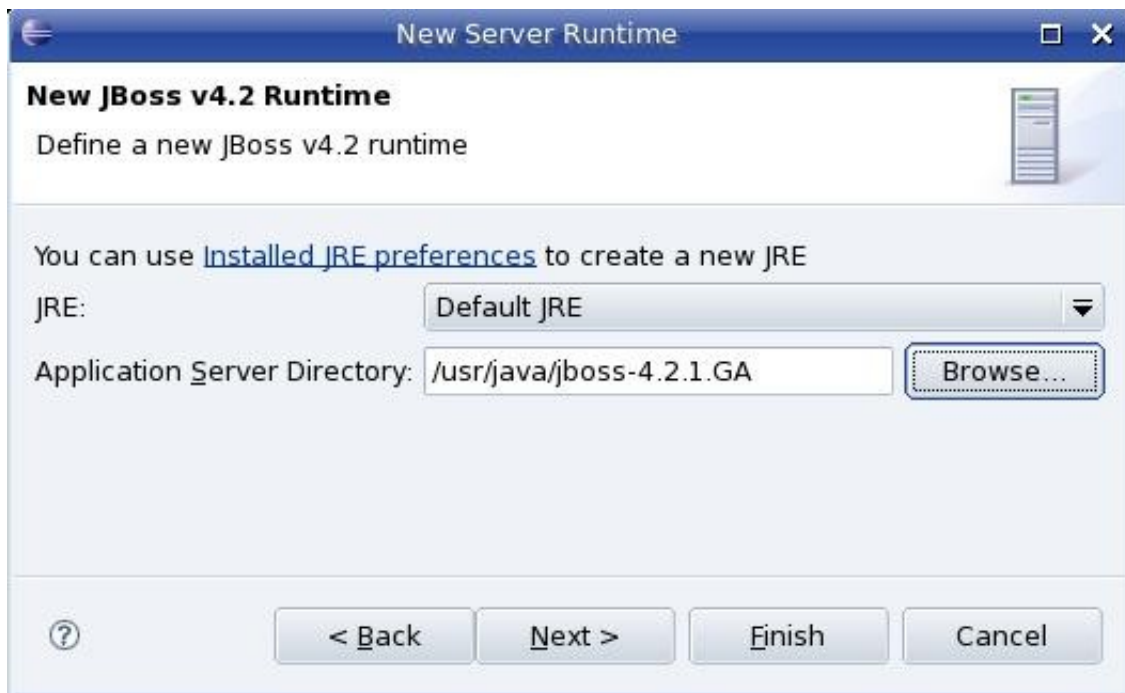 New Server Runtime
New JBoss v4.2 Runtime
Define a new JBoss v4.2 runtime
You can use Installed JRE preferences to create a new JRE
JRE: Default JRE
Application Server Directory: /usr/java/jboss-4.2.1.GA Browse...
? < Back Next > Finish Cancel